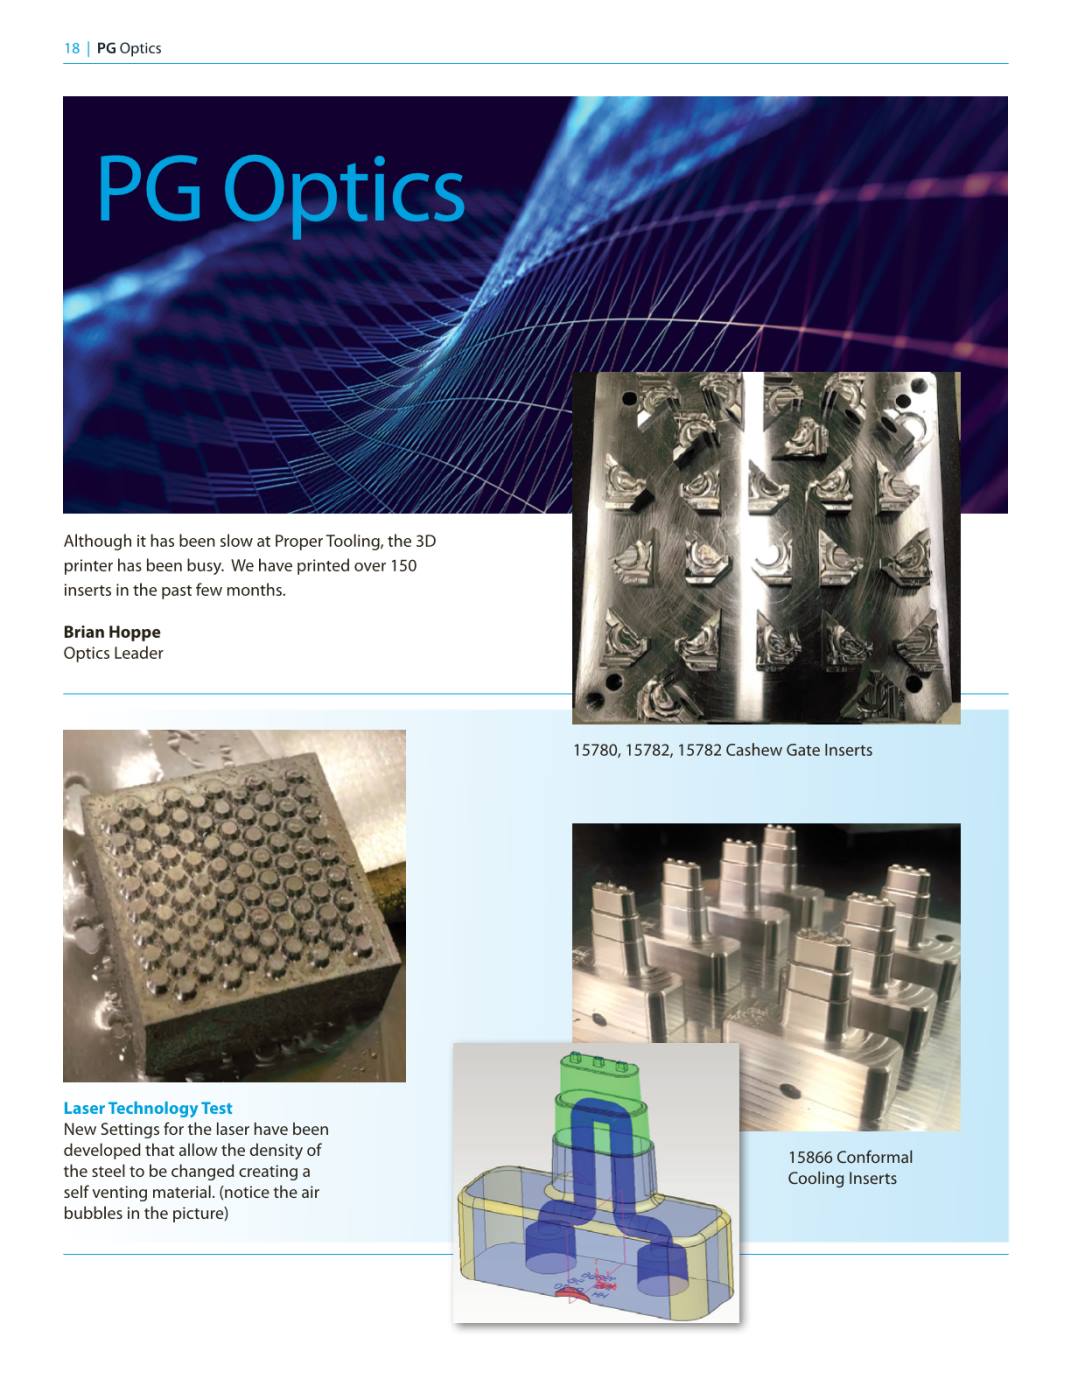 18 | PG Optics
PG Optics
Although it has been slow at Proper Tooling, the 3D
printer has been busy.  We have printed over 150
inserts in the past few months.
Brian Hoppe
Optics Leader
15780, 15782, 15782 Cashew Gate Inserts
Laser Technology Test
New Settings for the laser have been
developed that allow the density of
the steel to be changed creating a
self venting material. (notice the air
bubbles in the picture)
15866 Conformal
Cooling Inserts